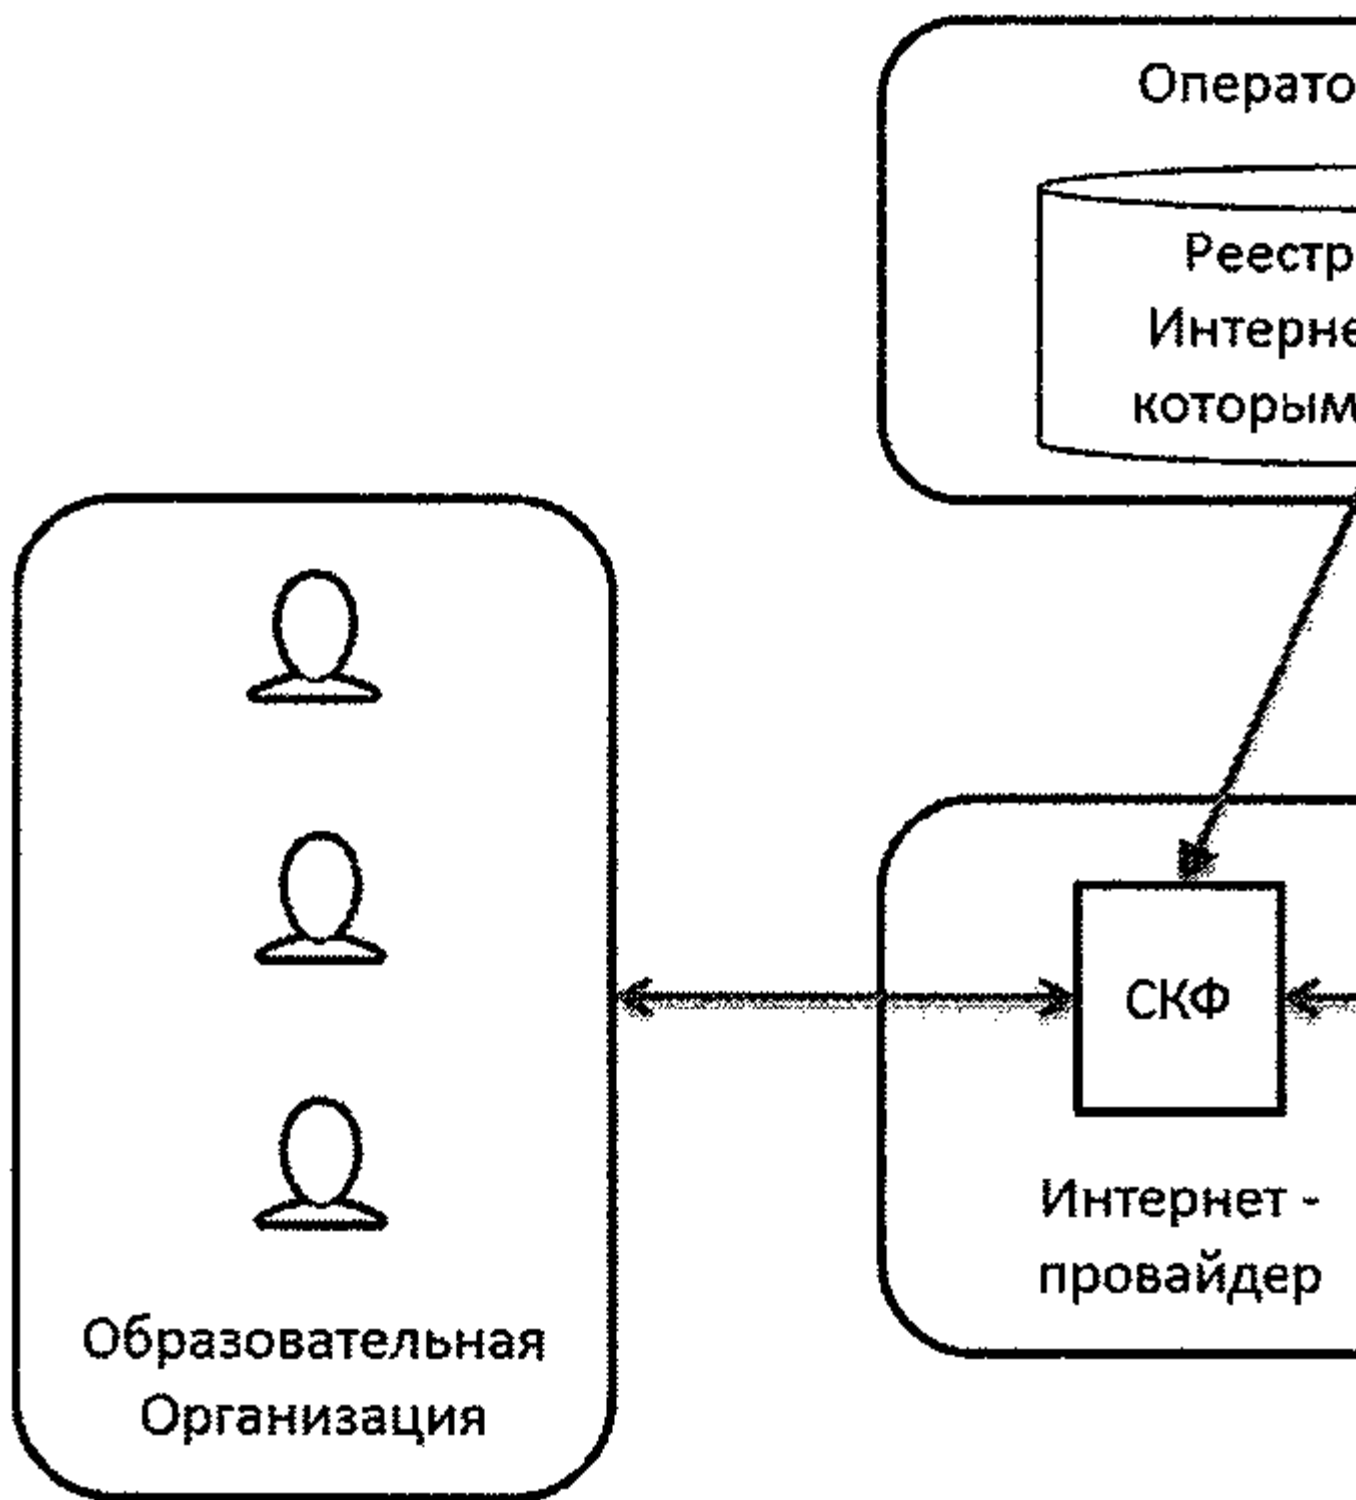 Операто
Реестр
Интерне
которым
СКФ
Интернет -
провайдер
Образовательная
Организация